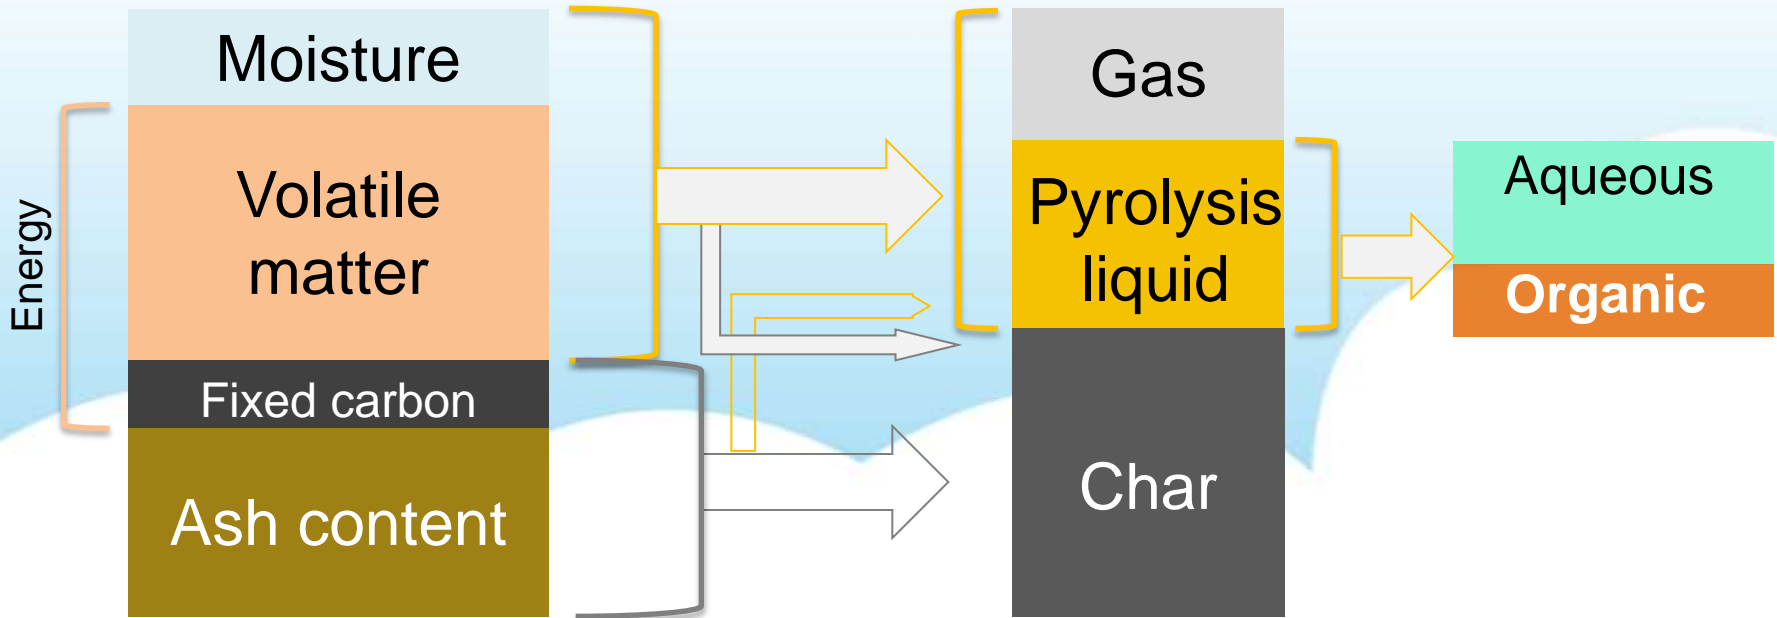 Energy
Moisture
Volatile
matter
Fixed carbon
Ash content
Gas
Pyrolysis
liquid
Char
Aqueous
Organic